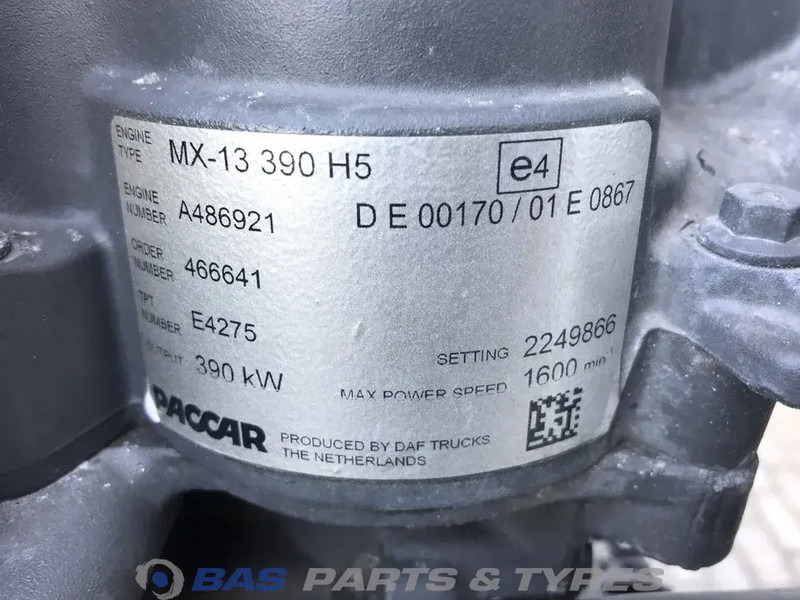 ENGINE TYPE MX-13 390 H5 e4
ENGINE NUMBER A486921 D E 00170 / 01 E 0867
ORDER NUMBER 466641
TPT NUMBER E4275
SETTING 2249866
OUTPUT 390 kW MAX POWER SPEED 1600 min⁻¹
PACCAR PRODUCED BY DAF TRUCKS
THE NETHERLANDS
BAS PARTS & TYRES